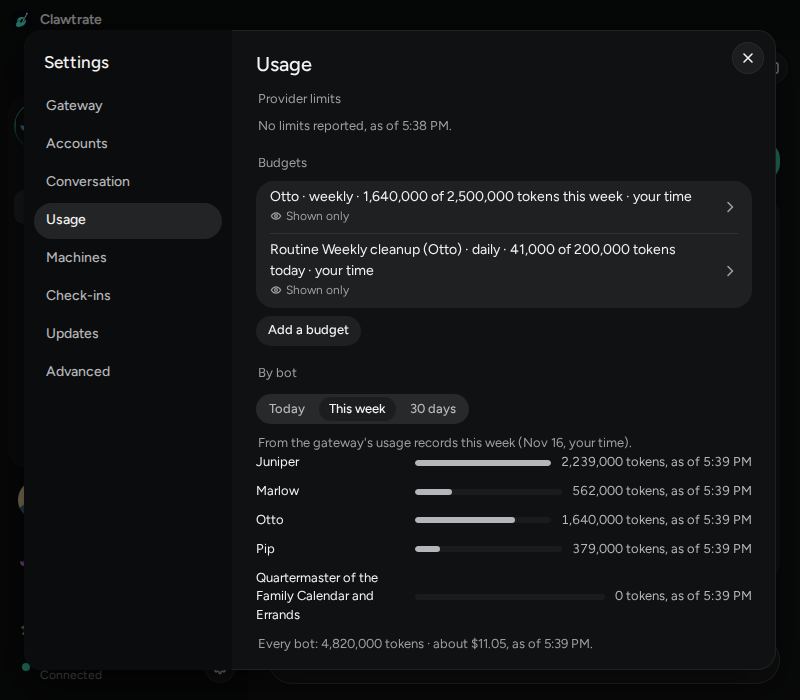 Clawtrate
Settings
Gateway
Accounts
Conversation
Usage
Machines
Check-ins
Updates
Advanced
Connected
Usage
Provider limits
No limits reported, as of 5:38 PM.
Budgets
Otto · weekly · 1,640,000 of 2,500,000 tokens this week · your time
Shown only
Routine Weekly cleanup (Otto) · daily · 41,000 of 200,000 tokens
today · your time
Shown only
Add a budget
By bot
Today This week 30 days
From the gateway's usage records this week (Nov 16, your time).
Juniper 2,239,000 tokens, as of 5:39 PM
Marlow 562,000 tokens, as of 5:39 PM
Otto 1,640,000 tokens, as of 5:39 PM
Pip 379,000 tokens, as of 5:39 PM
Quartermaster of the
Family Calendar and
Errands
0 tokens, as of 5:39 PM
Every bot: 4,820,000 tokens · about $11.05, as of 5:39 PM.